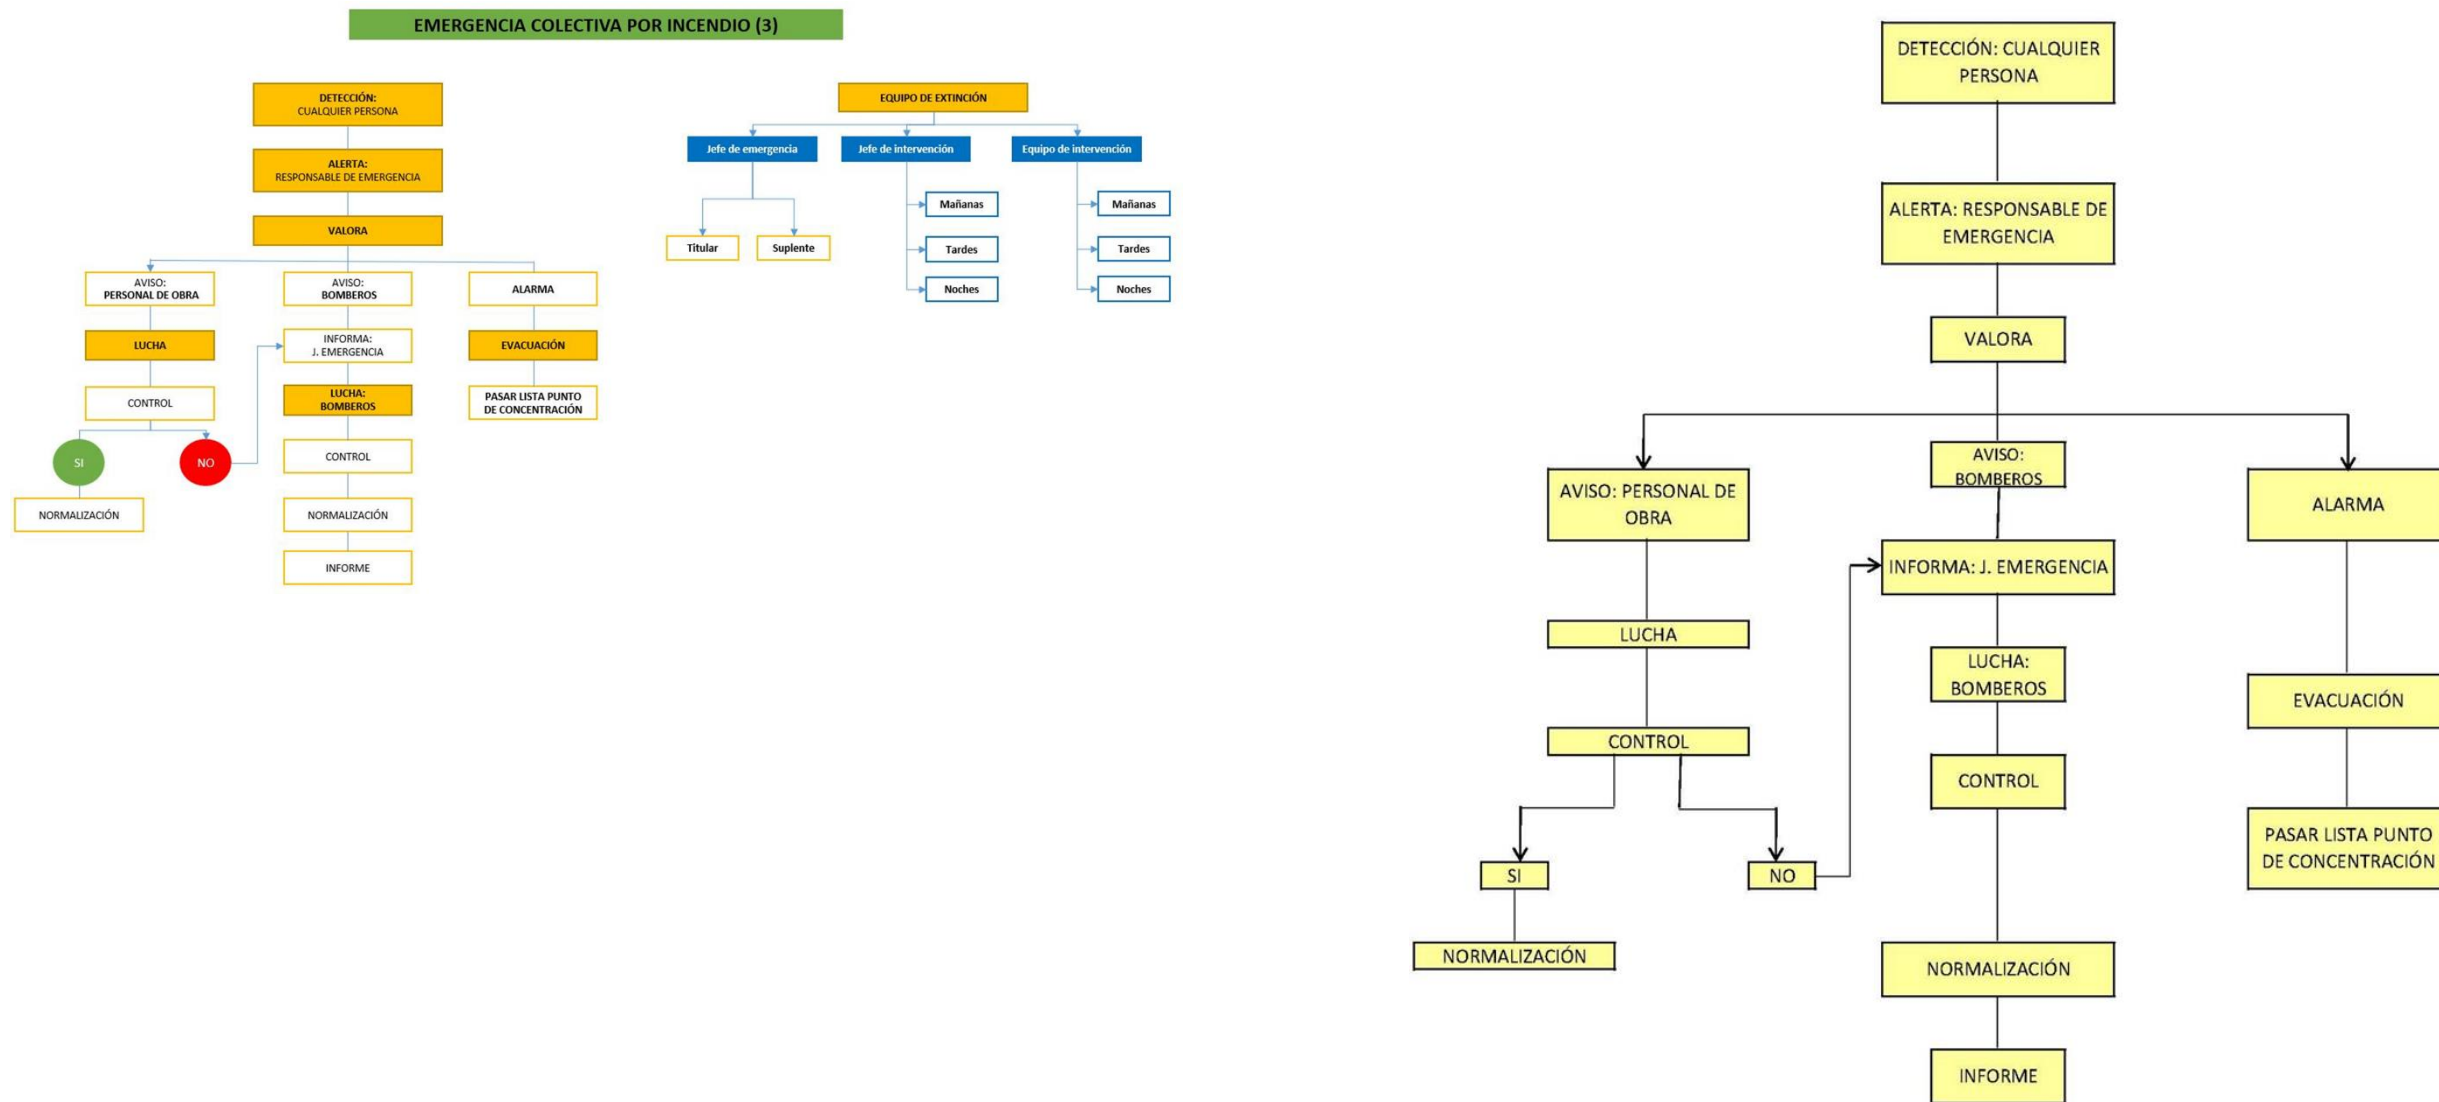 EMERGENCIA COLECTIVA POR INCENDIO (3)
DETECCIÓN:
CUALQUIER PERSONA
ALERTA:
RESPONSABLE DE EMERGENCIA
VALORA
AVISO:
PERSONAL DE OBRA
AVISO:
BOMBEROS
ALARMA
LUCHA
INFORMA:
J. EMERGENCIA
EVACUACIÓN
CONTROL
LUCHA:
BOMBEROS
PASAR LISTA PUNTO
DE CONCENTRACIÓN
SI
NO
CONTROL
NORMALIZACIÓN
NORMALIZACIÓN
INFORME
EQUIPO DE EXTINCIÓN
Jefe de emergencia
Jefe de intervención
Equipo de intervención
Titular
Suplente
Mañanas
Tardes
Noches
Mañanas
Tardes
Noches
DETECCIÓN: CUALQUIER
PERSONA
ALERTA: RESPONSABLE DE
EMERGENCIA
VALORA
AVISO: PERSONAL DE
OBRA
AVISO:
BOMBEROS
ALARMA
INFORMA: J. EMERGENCIA
LUCHA
LUCHA:
BOMBEROS
EVACUACIÓN
CONTROL
CONTROL
PASAR LISTA PUNTO
DE CONCENTRACIÓN
SI
NO
NORMALIZACIÓN
NORMALIZACIÓN
INFORME